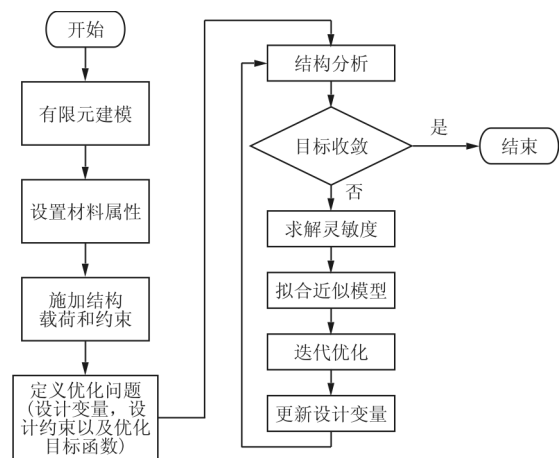 开始
有限元建模
设置材料属性
施加结构
载荷和约束
定义优化问题
(设计变量，设
计约束以及优化
目标函数)
结构分析
目标收敛
是
结束
否
求解灵敏度
拟合近似模型
迭代优化
更新设计变量